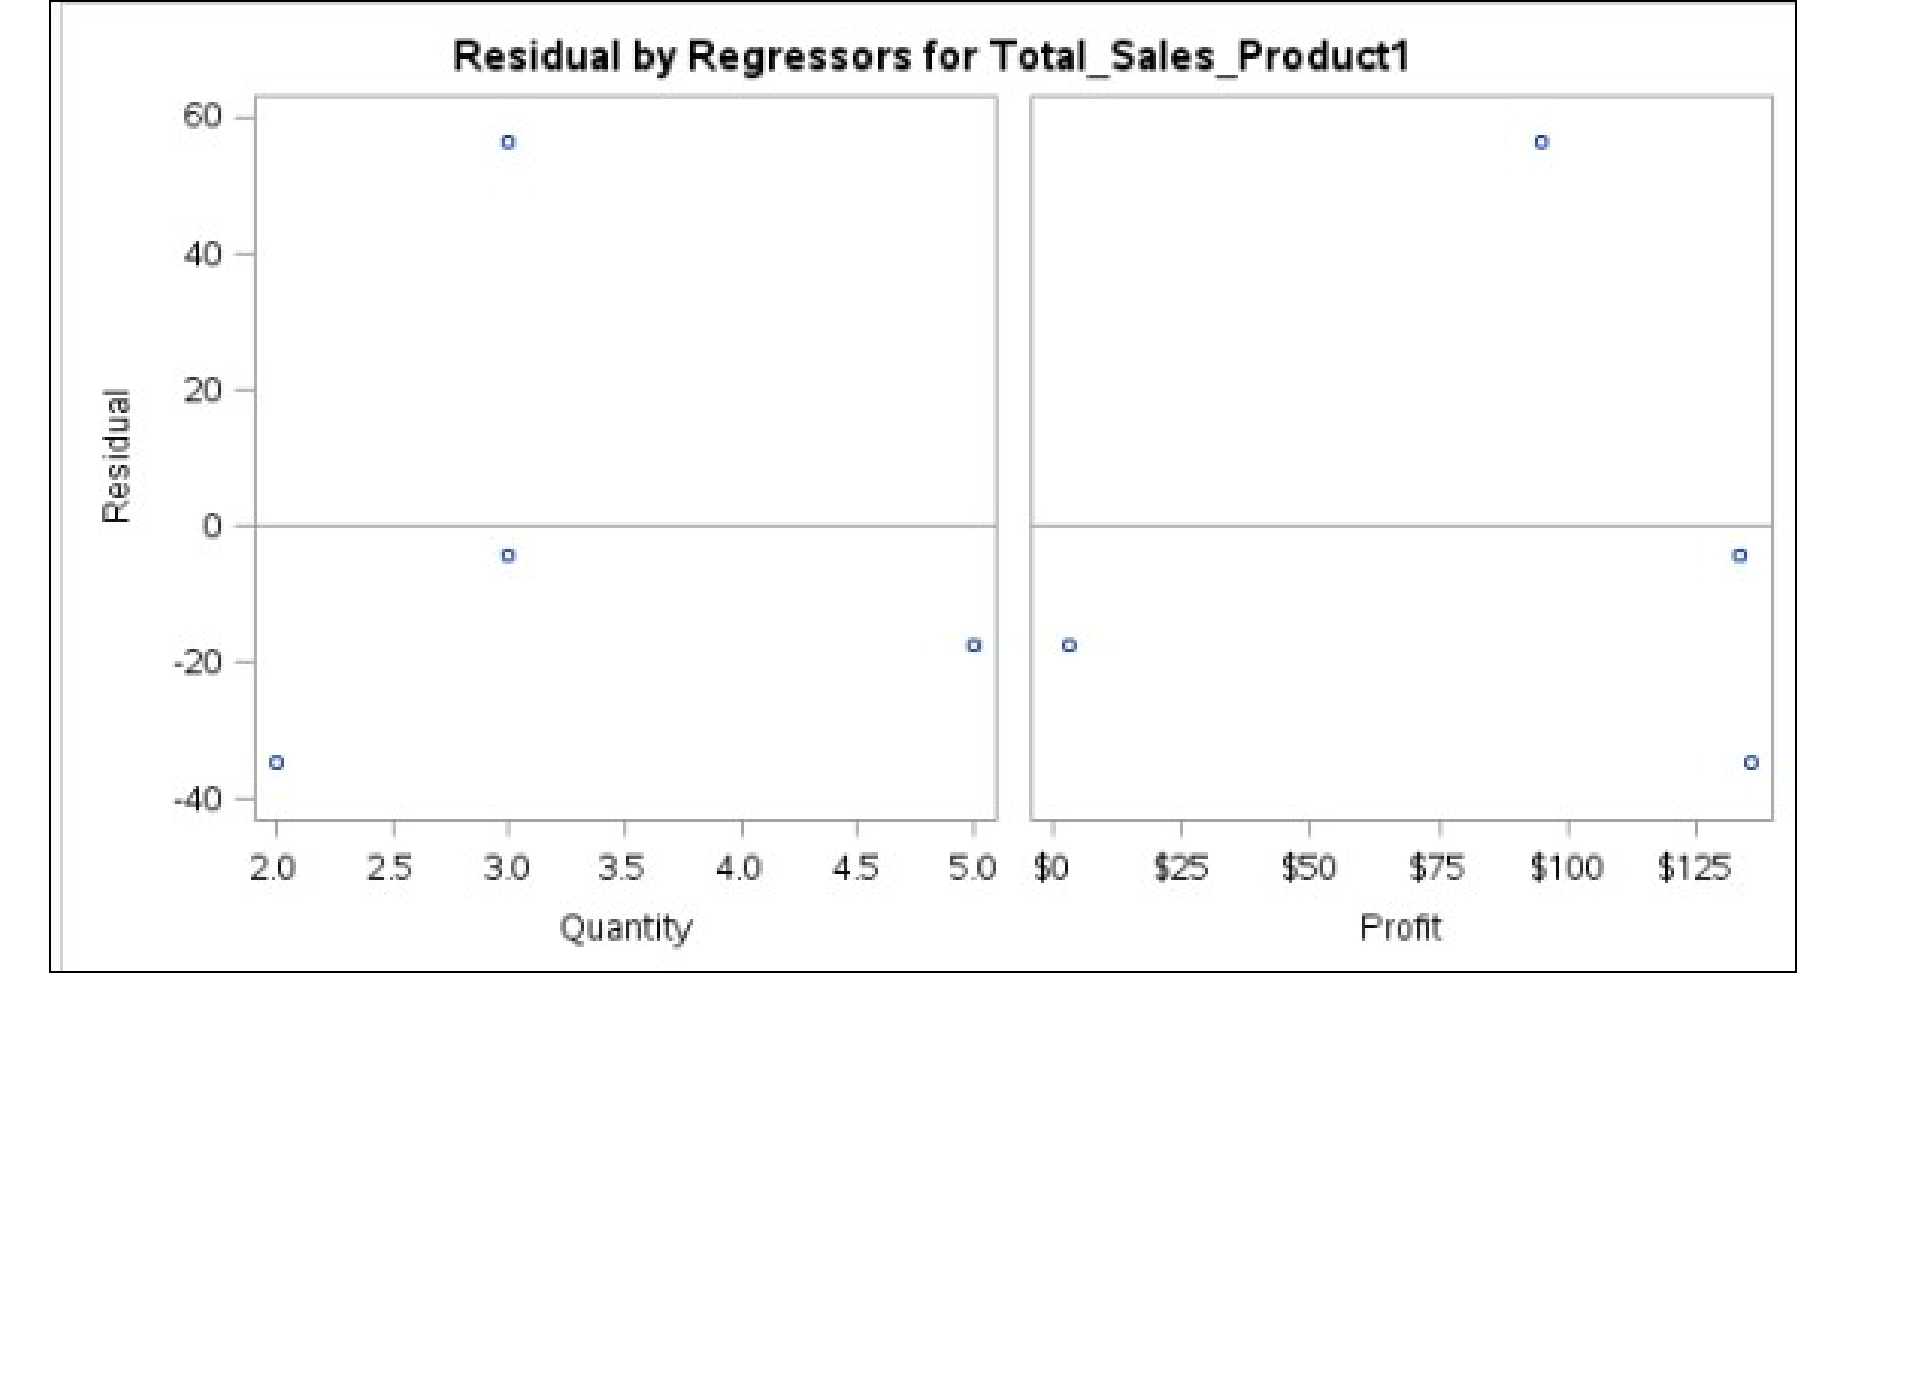 Residual by Regressors for Total_Sales_Product1
Residual
60
40
20
0
-20
-40
2.0 2.5 3.0 3.5 4.0 4.5 5.0
Quantity
$0 $25 $50 $75 $100 $125
Profit